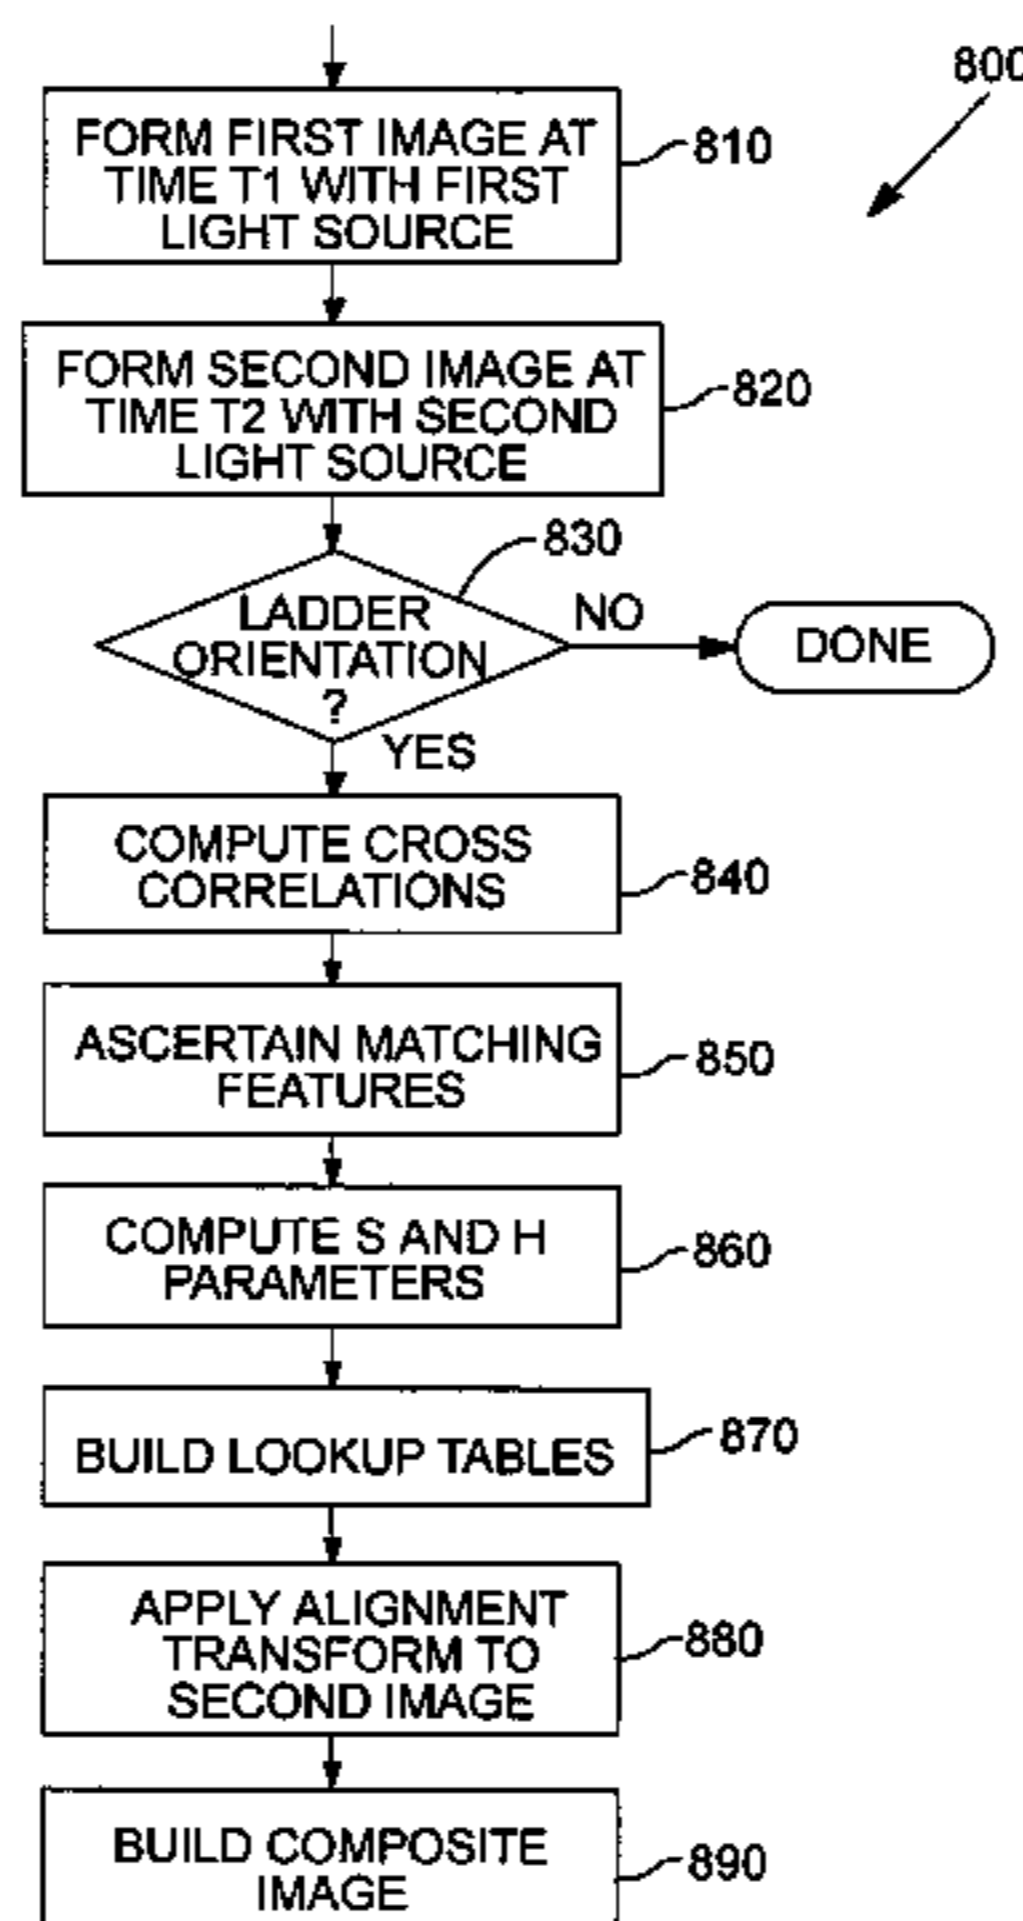 800
FORM FIRST IMAGE AT
TIME T1 WITH FIRST
LIGHT SOURCE
810
FORM SECOND IMAGE AT
TIME T2 WITH SECOND
LIGHT SOURCE
820
830
LADDER
ORIENTATION
?
NO
DONE
YES
COMPUTE CROSS
CORRELATIONS
840
ASCERTAIN MATCHING
FEATURES
850
COMPUTE S AND H
PARAMETERS
860
BUILD LOOKUP TABLES
870
APPLY ALIGNMENT
TRANSFORM TO
SECOND IMAGE
880
BUILD COMPOSITE
IMAGE
890